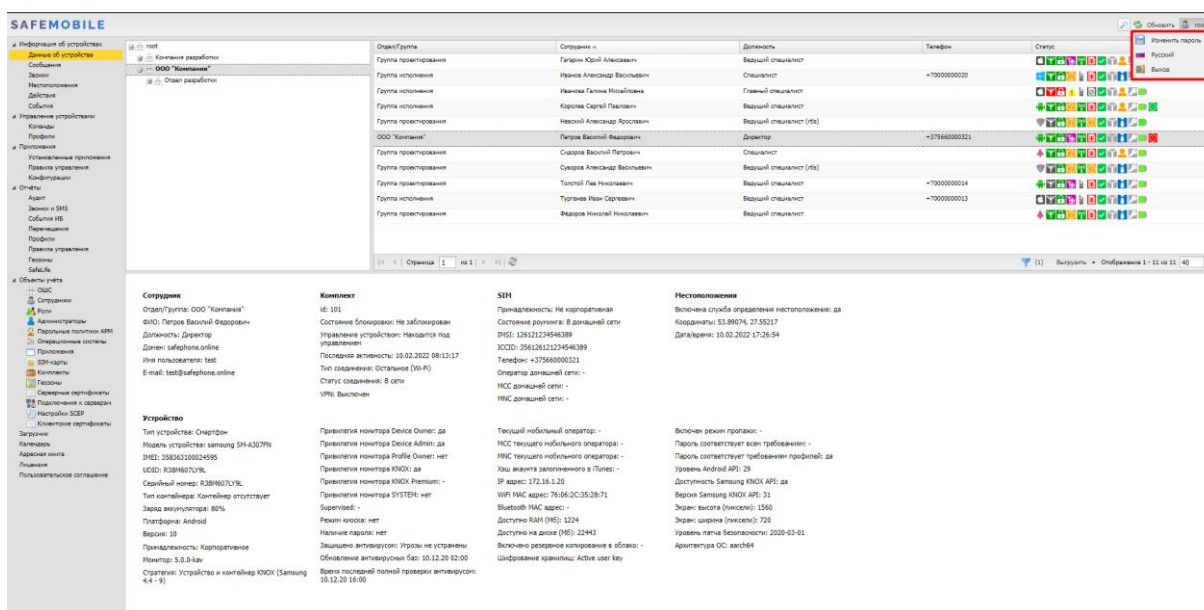 SAFEMOBILE
Обновить root
Изменить пароль
Русский
Выход
Информация об устройствах
Данные об устройстве
Сообщения
Звонки
Местоположения
Действия
События
Управление устройствами
Команды
Профили
Приложения
Установленные приложения
Правила управления
Конфигурации
Отчёты
Аудит
Звонки и SMS
События ИБ
Перемещения
Профили
Правила управления
Геозоны
SafeLife
Объекты учёта
ОШС
Сотрудники
Роли
Администраторы
Парольные политики АРМ
Операционные системы
Приложения
SIM-карты
Комплекты
Геозоны
Серверные сертификаты
Подключения к серверам
Настройки SCEP
Клиентские сертификаты
Загрузчик
Календарь
Адресная книга
Лицензия
Пользовательское соглашение
root
Компания разработки
ООО "Компания"
Отдел разработки
Отдел/Группа Сотрудник Должность Телефон Статус
Группа проектирования Гагарин Юрий Алексеевич Ведущий специалист
Группа исполнения Иванов Александр Васильевич Специалист +70000000020
Группа исполнения Иванова Галина Михайловна Главный специалист
Группа исполнения Королев Сергей Павлович Ведущий специалист
Группа проектирования Невский Александр Ярославич Ведущий специалист (rtls)
ООО "Компания" Петров Василий Федорович Директор +375660000321
Группа проектирования Сидоров Василий Петрович Специалист
Группа проектирования Суворов Александр Васильевич Ведущий специалист (rtls)
Группа проектирования Толстой Лев Николаевич Ведущий специалист +70000000014
Группа проектирования Тургенев Иван Сергеевич Ведущий специалист +70000000013
Группа проектирования Фёдоров Николай Николаевич Ведущий специалист
Страница 1 из 1 (1) Выгрузить Отображение 1 - 11 из 11 40
Сотрудник
Отдел/Группа: ООО "Компания"
ФИО: Петров Василий Федорович
Должность: Директор
Домен: safephone.online
Имя пользователя: test
E-mail: test@safephone.online
Комплект
id: 101
Состояние блокировки: Не заблокирован
Управление устройством: Находится под
управлением
Последняя активность: 10.02.2022 08:13:17
Тип соединения: Остальное (Wi-Fi)
Статус соединения: В сети
VPN: Выключен
SIM
Принадлежность: Не корпоративная
Состояние роуминга: В домашней сети
IMSI: 126121234546389
ICCID: 356126121234546389
Телефон: +375660000321
Оператор домашней сети: -
MCC домашней сети: -
MNC домашней сети: -
Местоположения
Включена служба определения местоположения: да
Координаты: 53.89074, 27.55217
Дата/время: 10.02.2022 17:26:54
Устройство
Тип устройства: Смартфон
Модель устройства: samsung SM-A307FN
IMEI: 358363100024595
UDID: R38M607LY9L
Серийный номер: R38M607LY9L
Тип контейнера: Контейнер отсутствует
Заряд аккумулятора: 80%
Платформа: Android
Версия: 10
Принадлежность: Корпоративное
Монитор: 5.0.0-kav
Стратегия: Устройство и контейнер KNOX (Samsung
4.4 - 9)
Привилегия монитора Device Owner: да
Привилегия монитора Device Admin: да
Привилегия монитора Profile Owner: нет
Привилегия монитора KNOX: да
Привилегия монитора KNOX Premium: -
Привилегия монитора SYSTEM: нет
Supervised: -
Режим киоска: нет
Наличие пароля: нет
Защищено антивирусом: Угрозы не устранены
Обновление антивирусных баз: 10.12.20 02:00
Время последней полной проверки антивирусом:
10.12.20 16:00
Текущий мобильный оператор: -
MCC текущего мобильного оператора: -
MNC текущего мобильного оператора: -
Хэш акаунта залогиненного в iTunes: -
IP адрес: 172.16.1.20
WiFi MAC адрес: 76:06:2C:35:28:71
Bluetooth MAC адрес: -
Доступно RAM (Мб): 1224
Доступно на диске (Мб): 22443
Включено резервное копирование в облако: -
Шифрование хранилищ: Active user key
Включен режим пропажи: -
Пароль соответствует всем требованиям: -
Пароль соответствует требованиям профилей: да
Уровень Android API: 29
Доступность Samsung KNOX API: да
Версия Samsung KNOX API: 31
Экран: высота (пиксели): 1560
Экран: ширина (пиксели): 720
Уровень патча безопасности: 2020-03-01
Архитектура ОС: aarch64